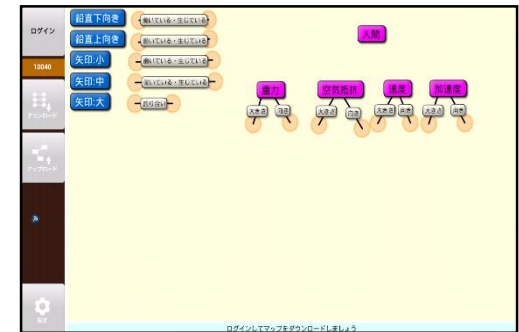 ログイン
10040
ダウンロード
アップロード
設定
鉛直下向き
働いている・生じている
鉛直上向き
働いている・生じている
矢印:小
働いている・生じている
矢印:中
働いている・生じている
矢印:大
釣り合い
人間
重力
大きさ
向き
空気抵抗
大きさ
向き
速度
大きさ
向き
加速度
大きさ
向き
ログインしてマップをダウンロードしましょう